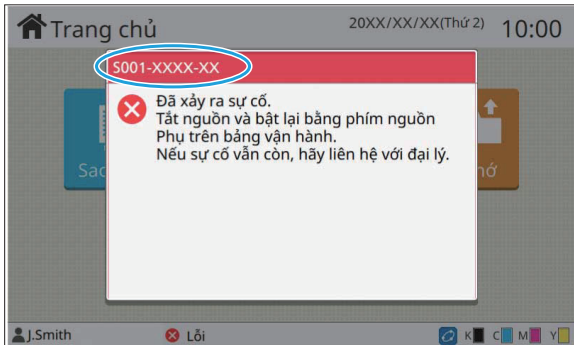 Trang chủ
20XX/XX/XX(Thứ 2)
10:00
S001-XXXX-XX
Đã xảy ra sự cố.
Tắt nguồn và bật lại bằng phím nguồn
Phụ trên bảng vận hành.
Nếu sự cố vẫn còn, hãy liên hệ với đại lý.
Sao
nớ
J.Smith
Lỗi
K C M Y